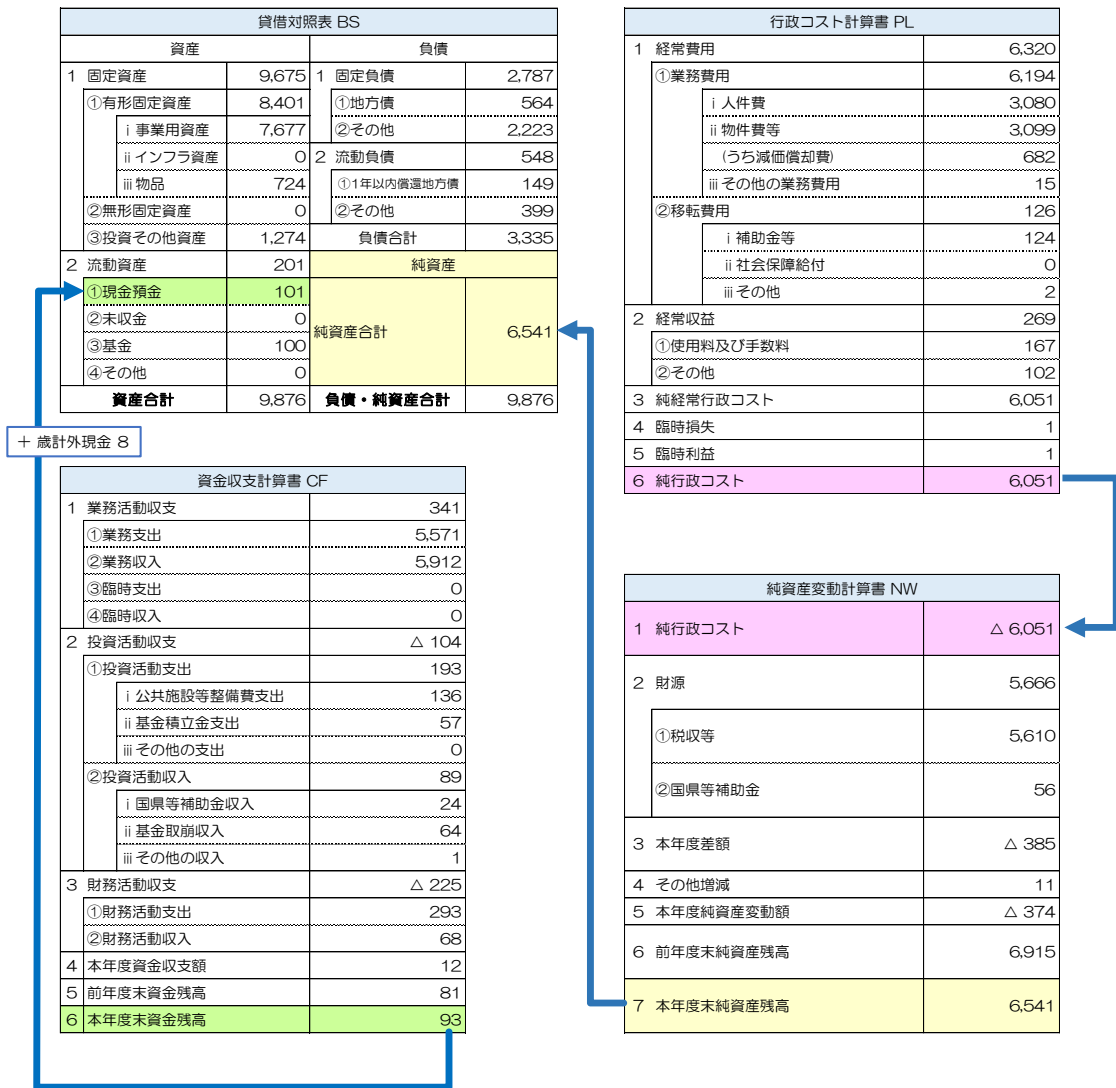 貸借対照表 BS
資産 負債
1 固定資産 9,675 1 固定負債 2,787
①有形固定資産 8,401 ①地方債 564
ⅰ事業用資産 7,677 ②その他 2,223
ⅱインフラ資産 0 2 流動負債 548
ⅲ物品 724 ①1年以内償還地方債 149
②無形固定資産 0 ②その他 399
③投資その他資産 1,274 負債合計 3,335
2 流動資産 201 純資産
①現金預金 101
②未収金 0
純資産合計 6,541
③基金 100
④その他 0
資産合計 9,876 負債・純資産合計 9,876
+ 歳計外現金 8
行政コスト計算書 PL
1 経常費用 6,320
①業務費用 6,194
ⅰ人件費 3,080
ⅱ物件費等 3,099
(うち減価償却費) 682
ⅲその他の業務費用 15
②移転費用 126
ⅰ補助金等 124
ⅱ社会保障給付 0
ⅲその他 2
2 経常収益 269
①使用料及び手数料 167
②その他 102
3 純経常行政コスト 6,051
4 臨時損失 1
5 臨時利益 1
6 純行政コスト 6,051
資金収支計算書 CF
1 業務活動収支 341
①業務支出 5,571
②業務収入 5,912
③臨時支出 0
④臨時収入 0
2 投資活動収支 △ 104
①投資活動支出 193
ⅰ公共施設等整備費支出 136
ⅱ基金積立金支出 57
ⅲその他の支出 0
②投資活動収入 89
ⅰ国県等補助金収入 24
ⅱ基金取崩収入 64
ⅲその他の収入 1
3 財務活動収支 △ 225
①財務活動支出 293
②財務活動収入 68
4 本年度資金収支額 12
5 前年度末資金残高 81
6 本年度末資金残高 93
純資産変動計算書 NW
1 純行政コスト △ 6,051
2 財源 5,666
①税収等 5,610
②国県等補助金 56
3 本年度差額 △ 385
4 その他増減 11
5 本年度純資産変動額 △ 374
6 前年度末純資産残高 6,915
7 本年度末純資産残高 6,541